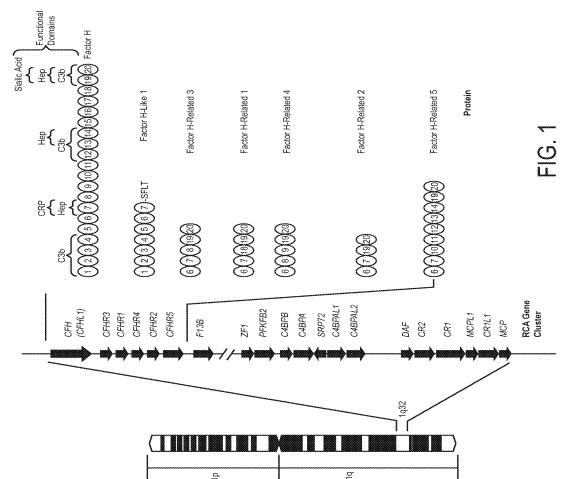 Functional Domains
Sialic Acid
CRP Hep Hep
C3b Hep C3b C3b
1 2 3 4 5 6 7 8 9 10 11 12 13 14 15 16 17 18 19 20 Factor H
1 2 3 4 5 6 7 -SFLT Factor H-Like 1
6 7 8 19 20 Factor H-Related 3
6 7 18 19 20 Factor H-Related 1
6 8 9 19 20 Factor H-Related 4
6 7 19 20 Factor H-Related 2
6 7 10 11 12 13 14 19 20 Factor H-Related 5
Protein
CFH
(CFHL1)
CFHR3
CFHR1
CFHR4
CFHR2
CFHR5
F13B
ZF1
PFKFB2
C4BPB
C4BPA
SRP72
C4BPAL1
C4BPAL2
DAF
CR2
CR1
MCPL1
CR1L1
MCP
RCA Gene
Cluster
1q32
1q
FIG. 1